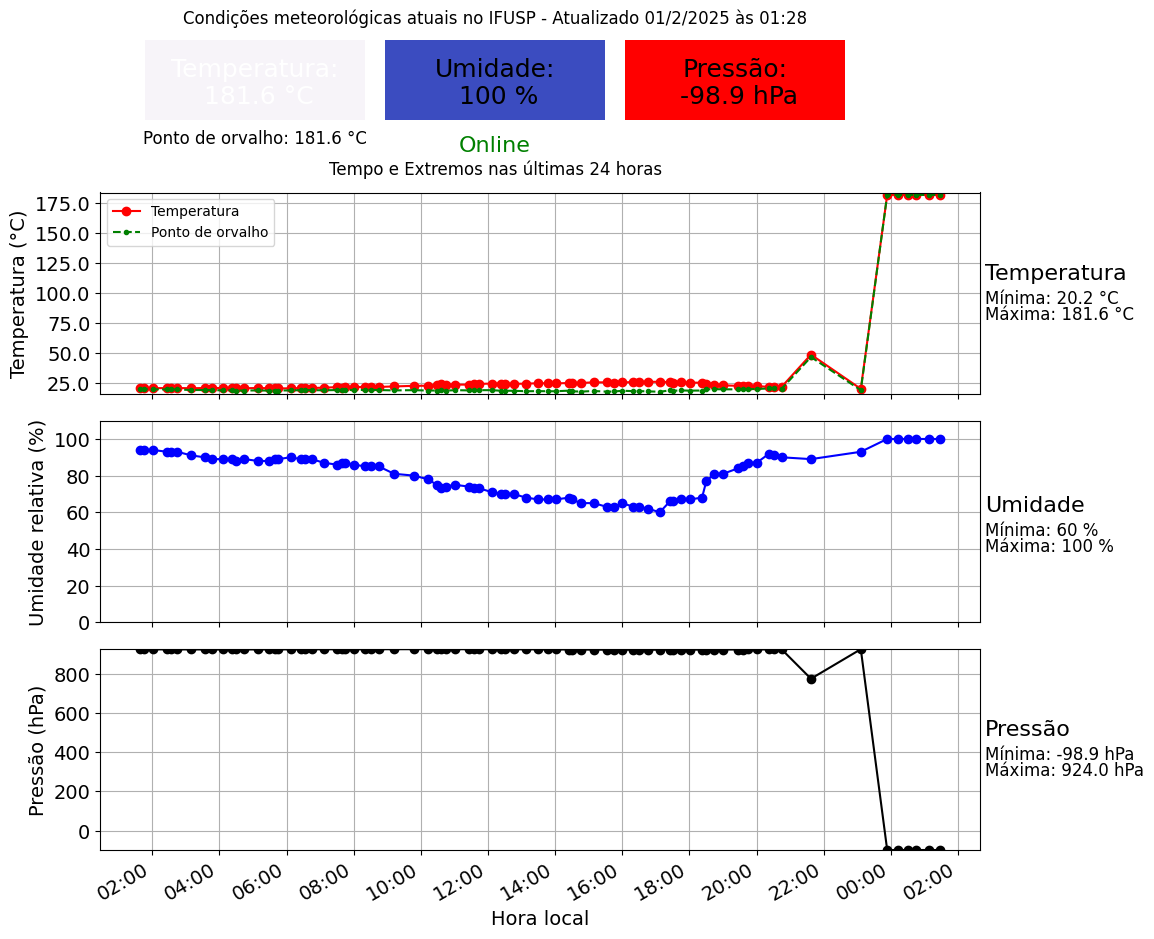 Condições meteorológicas atuais no IFUSP - Atualizado 01/2/2025 às 01:28
Temperatura:
181.6 °C
Umidade:
100 %
Pressão:
-98.9 hPa
Ponto de orvalho: 181.6 °C
Online
Tempo e Extremos nas últimas 24 horas
Temperatura (°C)
175.0
150.0
125.0
100.0
75.0
50.0
25.0
Temperatura
Ponto de orvalho
Temperatura
Mínima: 20.2 °C
Máxima: 181.6 °C
Umidade relativa (%)
100
80
60
40
20
0
Umidade
Mínima: 60 %
Máxima: 100 %
Pressão (hPa)
800
600
400
200
0
Pressão
Mínima: -98.9 hPa
Máxima: 924.0 hPa
02:00 04:00 06:00 08:00 10:00 12:00 14:00 16:00 18:00 20:00 22:00 00:00 02:00
Hora local